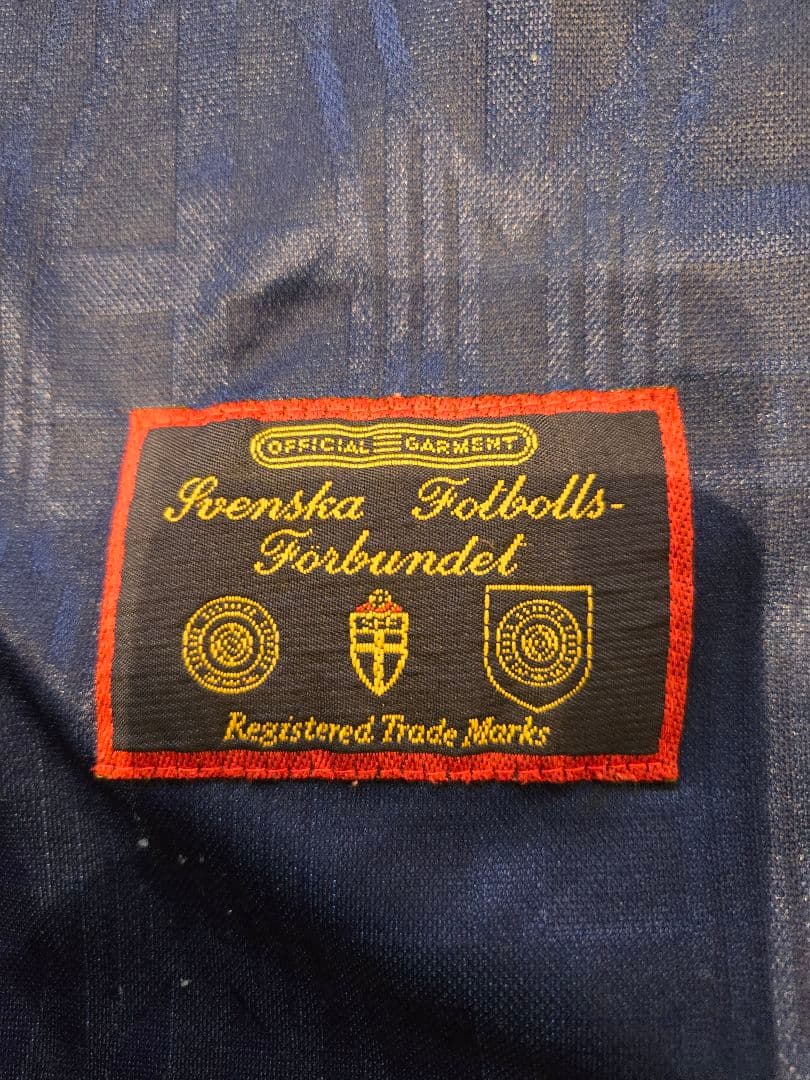 OFFICIAL GARMENT
Svenska Fotbolls-
Förbundet
Registered Trade Marks